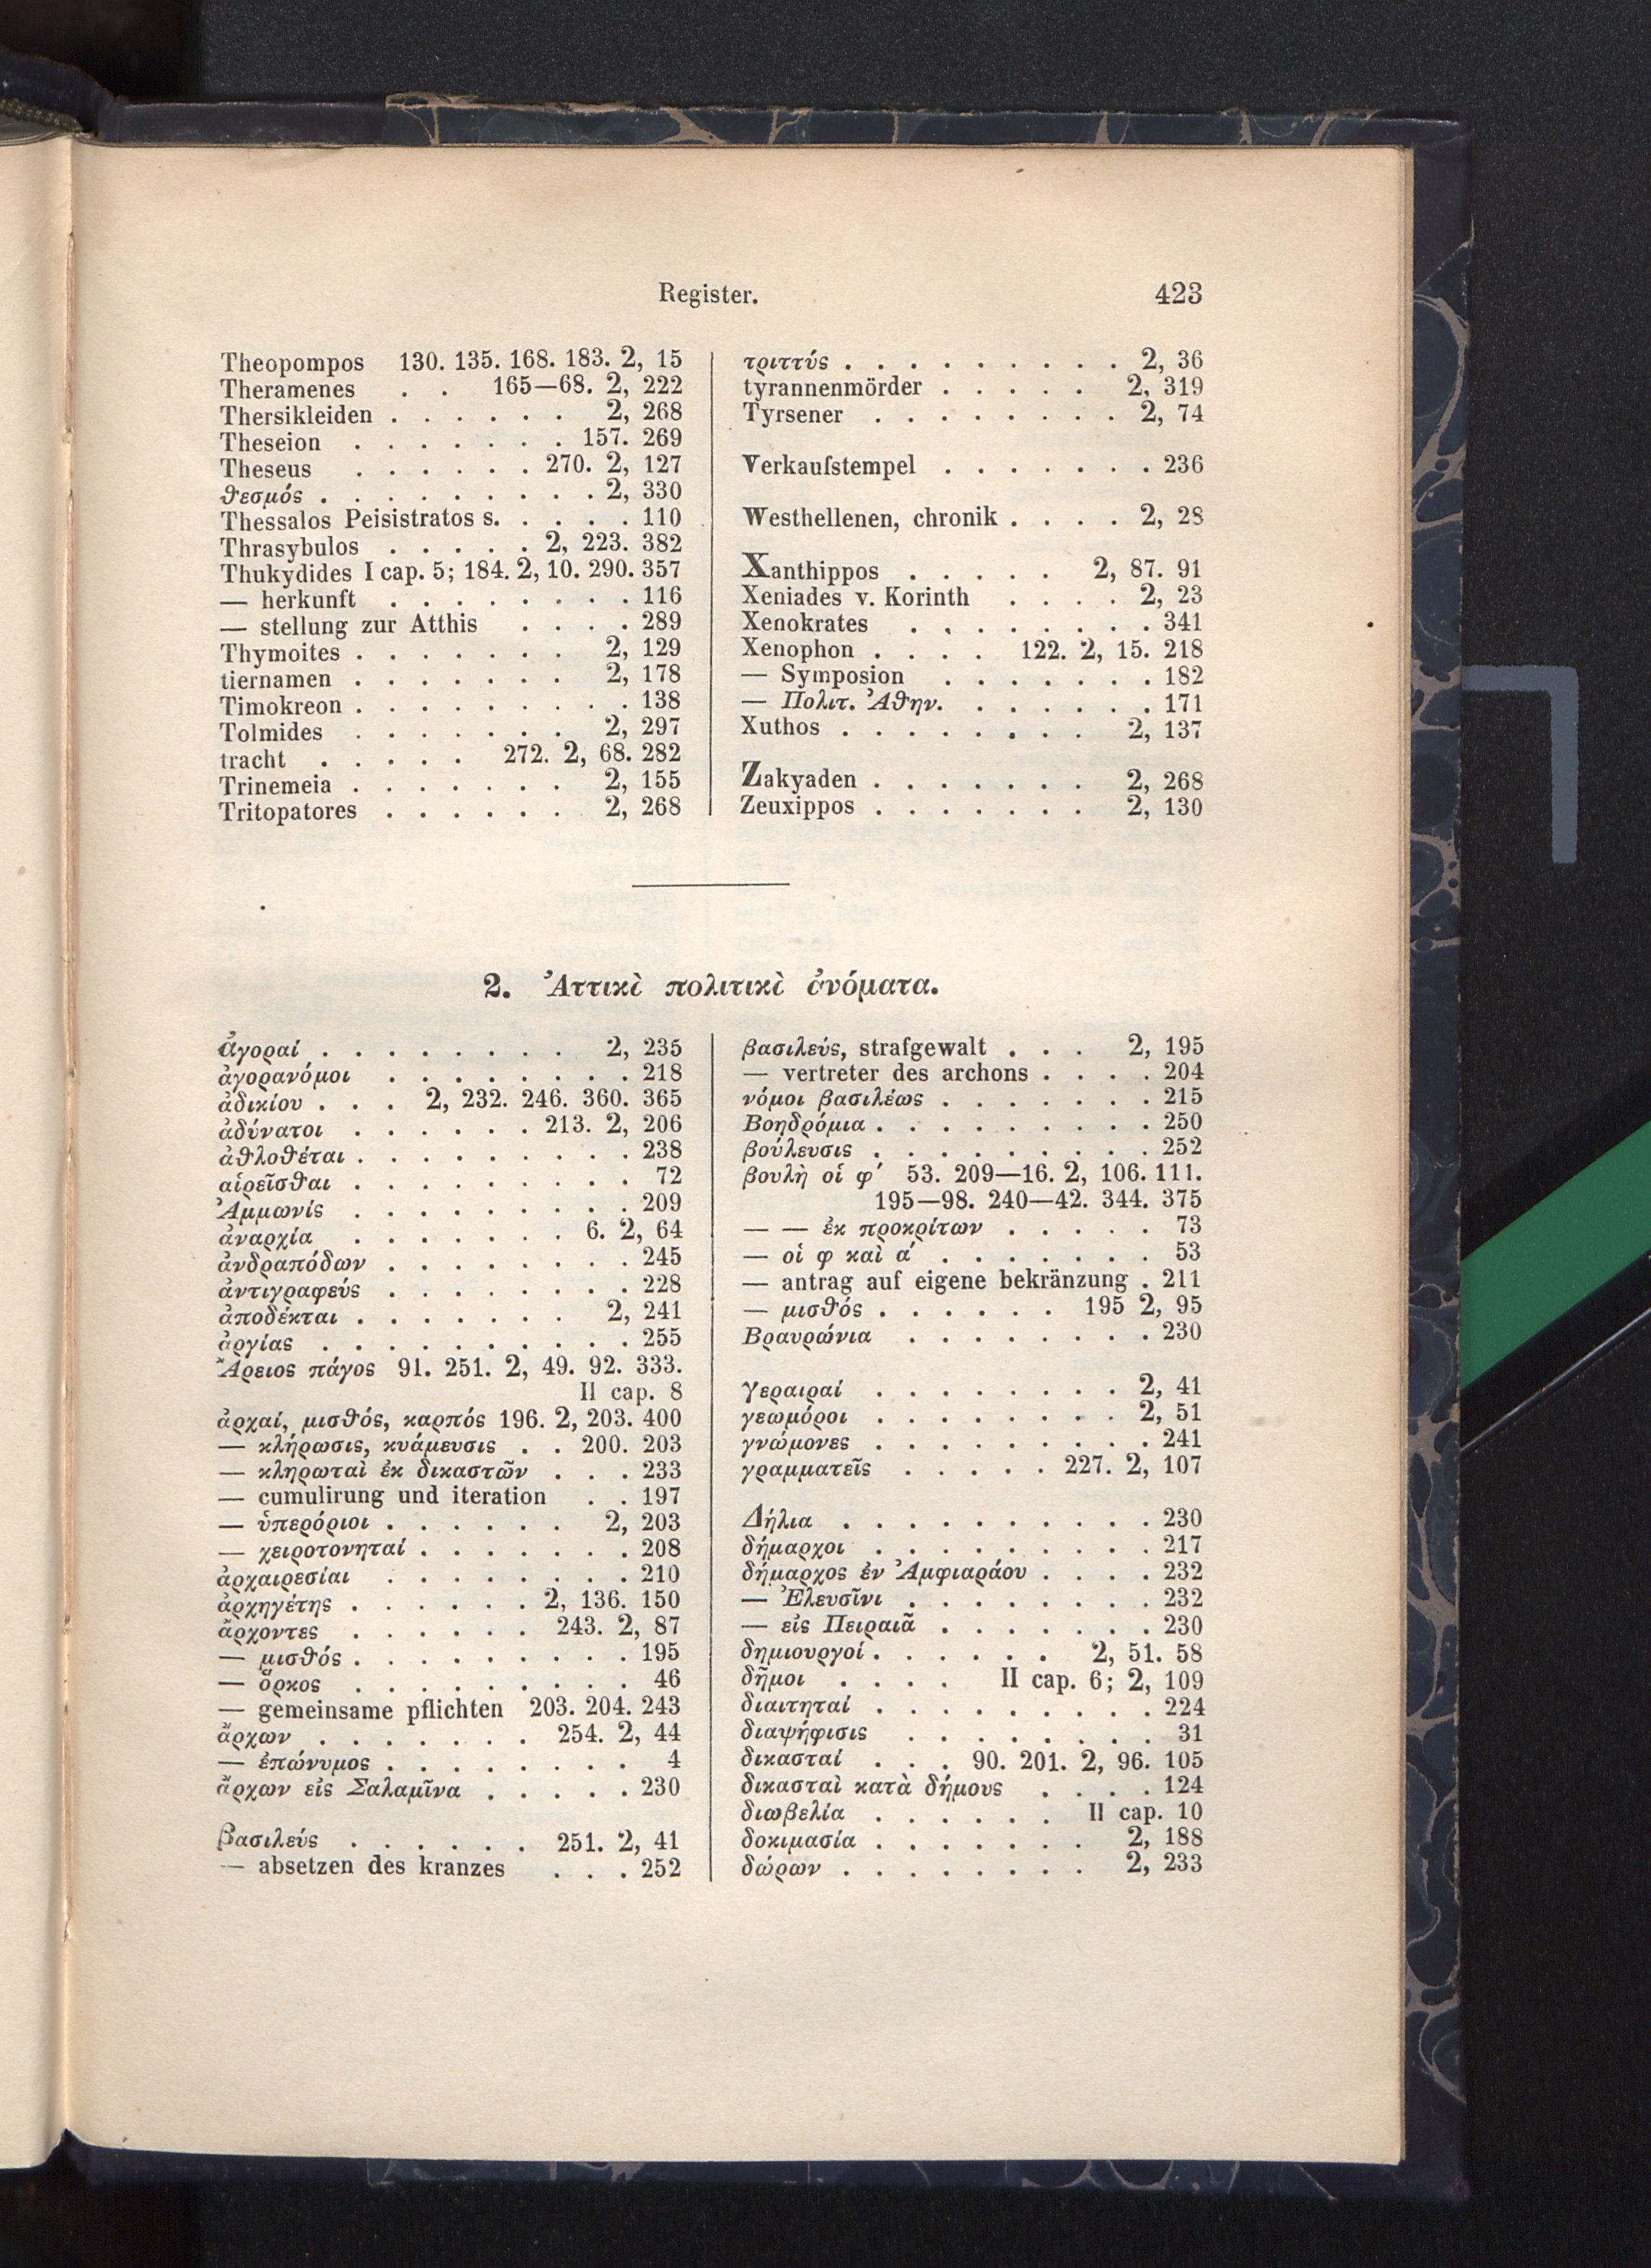 Register. 423
Theopompos 130. 135. 168. 183. 2, 15
Theramenes . . 165—68. 2, 222
Thersikleiden . . . . . . 2, 268
Theseion . . . . . . . 157. 269
Theseus . . . . . . 270. 2, 127
θεσμός . . . . . . . . . 2, 330
Thessalos Peisistratos s. . . . . 110
Thrasybulos . . . . . 2, 223. 382
Thukydides I cap. 5; 184. 2, 10. 290. 357
— herkunft . . . . . . . . 116
— stellung zur Atthis . . . . 289
Thymoites . . . . . . . 2, 129
tiernamen . . . . . . . 2, 178
Timokreon . . . . . . . . . 138
Tolmides . . . . . . . 2, 297
tracht . . . . . 272. 2, 68. 282
Trinemeia . . . . . . . 2, 155
Tritopatores . . . . . . 2, 268
τριττύς . . . . . . . . . 2, 36
tyrannenmörder . . . . . 2, 319
Tyrsener . . . . . . . . 2, 74
Verkaufstempel . . . . . . . 236
Westhellenen, chronik . . . . 2, 28
Xanthippos . . . . . 2, 87. 91
Xeniades v. Korinth . . . . 2, 23
Xenokrates . . . . . . . . 341
Xenophon . . . . 122. 2, 15. 218
— Symposion . . . . . . . 182
— Πολιτ. Ἀθην. . . . . . . 171
Xuthos . . . . . . . . 2, 137
Zakyaden . . . . . . . 2, 268
Zeuxippos . . . . . . . 2, 130
2. Ἀττικὲ πολιτικὲ ὀνόματα.
ἀγοραί . . . . . . . . 2, 235
ἀγορανόμοι . . . . . . . . 218
ἀδικίου . . . 2, 232. 246. 360. 365
ἀδύνατοι . . . . . . 213. 2, 206
ἀθλοθέται . . . . . . . . . 238
αἱρεῖσθαι . . . . . . . . . 72
Ἀμμωνίς . . . . . . . . . 209
ἀναρχία . . . . . . . 6. 2, 64
ἀνδραπόδων . . . . . . . . 245
ἀντιγραφεύς . . . . . . . . 228
ἀποδέκται . . . . . . . 2, 241
ἀργίας . . . . . . . . . . 255
Ἄρειος πάγος 91. 251. 2, 49. 92. 333.
II cap. 8
ἀρχαί, μισθός, καρπός 196. 2, 203. 400
— κλήρωσις, κυάμευσις . . 200. 203
— κληρωταὶ ἐκ δικαστῶν . . . 233
— cumulirung und iteration . . 197
— ὑπερόριοι . . . . . . 2, 203
— χειροτονηταί . . . . . . . 208
ἀρχαιρεσίαι . . . . . . . . 210
ἀρχηγέτης . . . . . . 2, 136. 150
ἄρχοντες . . . . . . 243. 2, 87
— μισθός . . . . . . . . . 195
— ὅρκος . . . . . . . . . 46
— gemeinsame pflichten 203. 204. 243
ἄρχων . . . . . . . 254. 2, 44
— ἐπώνυμος . . . . . . . . 4
ἄρχων εἰς Σαλαμῖνα . . . . . 230
βασιλεύς . . . . . . 251. 2, 41
— absetzen des kranzes . . . 252
βασιλεύς, strafgewalt . . . 2, 195
— vertreter des archons . . . . 204
νόμοι βασιλέως . . . . . . . 215
Βοηδρόμια . . . . . . . . . 250
βούλευσις . . . . . . . . . 252
βουλὴ οἱ φʹ 53. 209—16. 2, 106. 111.
195—98. 240—42. 344. 375
— — ἐκ προκρίτων . . . . . 73
— οἱ φ καὶ αʹ . . . . . . . 53
— antrag auf eigene bekränzung . 211
— μισθός . . . . . . 195 2, 95
Βραυρώνια . . . . . . . . 230
γεραιραί . . . . . . . . 2, 41
γεωμόροι . . . . . . . . 2, 51
γνώμονες . . . . . . . . . 241
γραμματεῖς . . . . . 227. 2, 107
Δήλια . . . . . . . . . . 230
δήμαρχοι . . . . . . . . . 217
δήμαρχος ἐν Ἀμφιαράου . . . . 232
— Ἐλευσῖνι . . . . . . . . 232
— εἰς Πειραιᾶ . . . . . . . 230
δημιουργοί . . . . . . 2, 51. 58
δῆμοι . . . . II cap. 6; 2, 109
διαιτηταί . . . . . . . . . 224
διαψήφισις . . . . . . . . 31
δικασταί . . . 90. 201. 2, 96. 105
δικασταὶ κατὰ δήμους . . . . 124
διωβελία . . . . . . II cap. 10
δοκιμασία . . . . . . . 2, 188
δώρων . . . . . . . . 2, 233